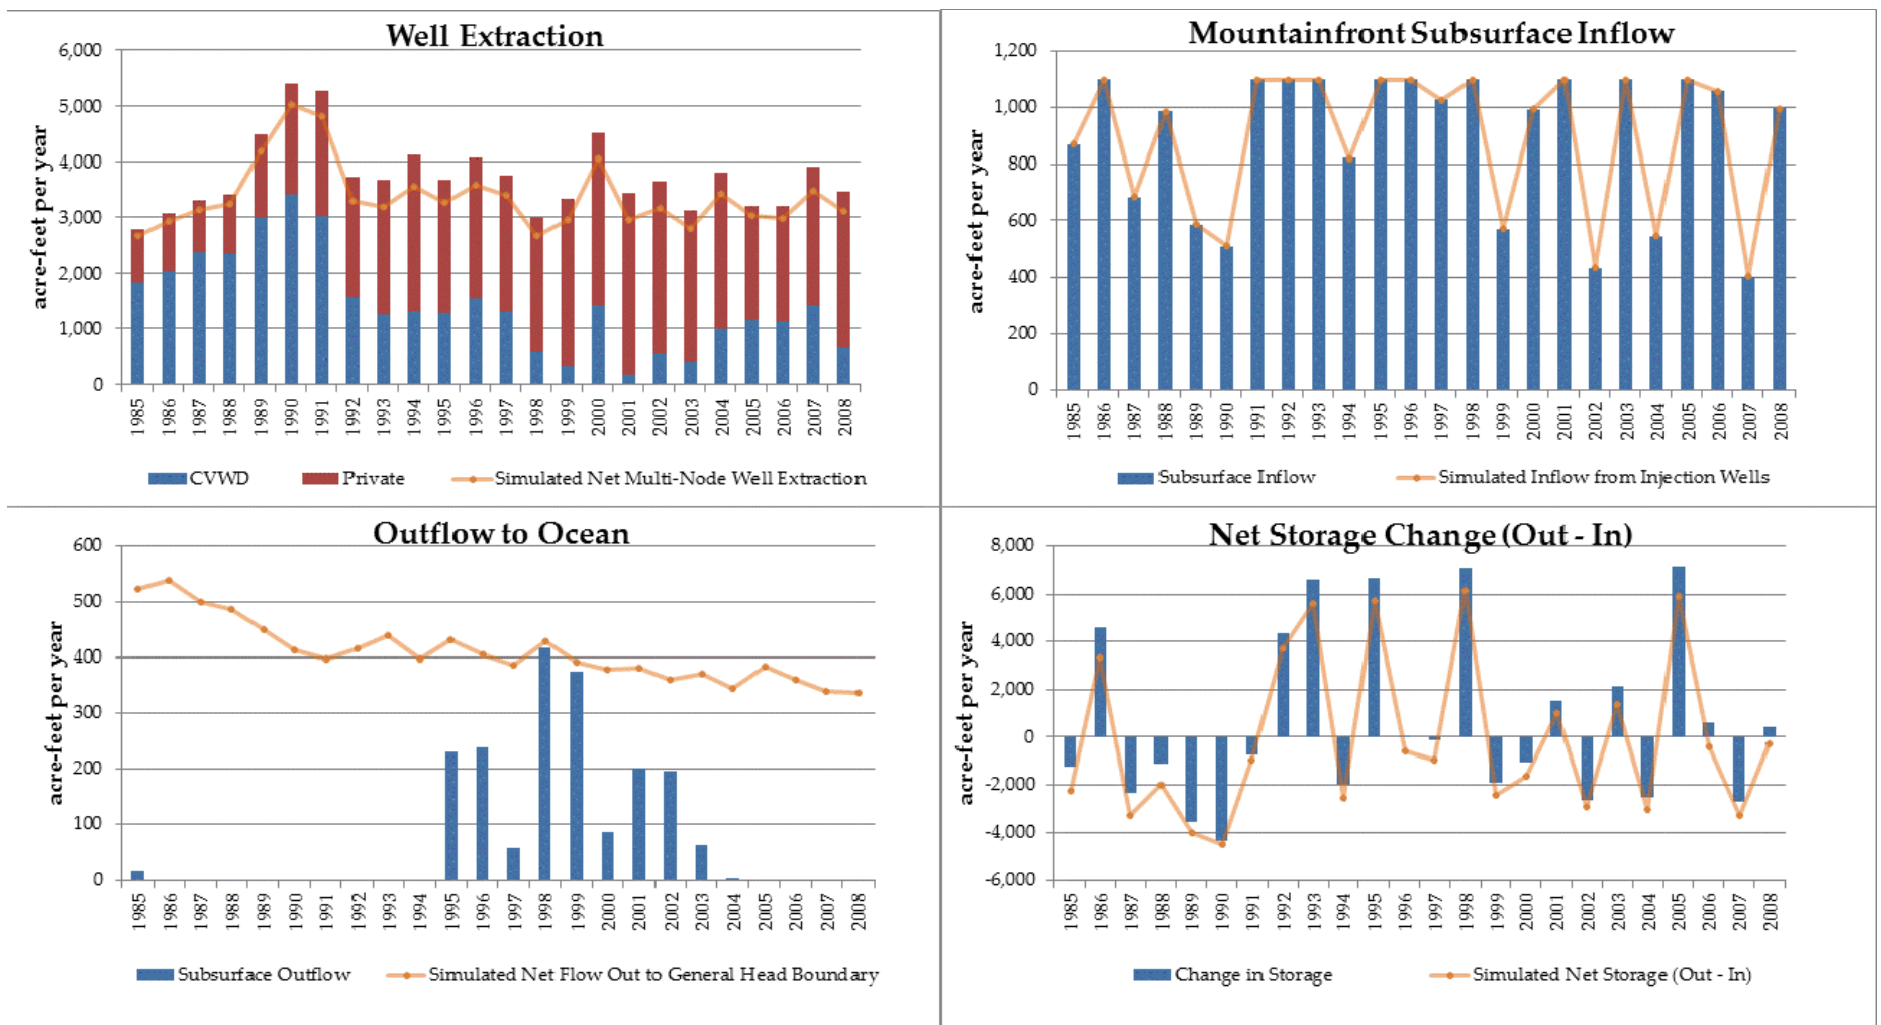 Well Extraction
6,000
5,000
4,000
3,000
2,000
1,000
0
acre-feet per year
1985 1986 1987 1988 1989 1990 1991 1992 1993 1994 1995 1996 1997 1998 1999 2000 2001 2002 2003 2004 2005 2006 2007 2008
CVWD Private Simulated Net Multi-Node Well Extraction
Mountainfront Subsurface Inflow
1,200
1,000
800
600
400
200
0
acre-feet per year
1985 1986 1987 1988 1989 1990 1991 1992 1993 1994 1995 1996 1997 1998 1999 2000 2001 2002 2003 2004 2005 2006 2007 2008
Subsurface Inflow Simulated Inflow from Injection Wells
Outflow to Ocean
600
500
400
300
200
100
0
acre-feet per year
1985 1986 1987 1988 1989 1990 1991 1992 1993 1994 1995 1996 1997 1998 1999 2000 2001 2002 2003 2004 2005 2006 2007 2008
Subsurface Outflow Simulated Net Flow Out to General Head Boundary
Net Storage Change (Out - In)
8,000
6,000
4,000
2,000
0
-2,000
-4,000
-6,000
acre-feet per year
1985 1986 1987 1988 1989 1990 1991 1992 1993 1994 1995 1996 1997 1998 1999 2000 2001 2002 2003 2004 2005 2006 2007 2008
Change in Storage Simulated Net Storage (Out - In)